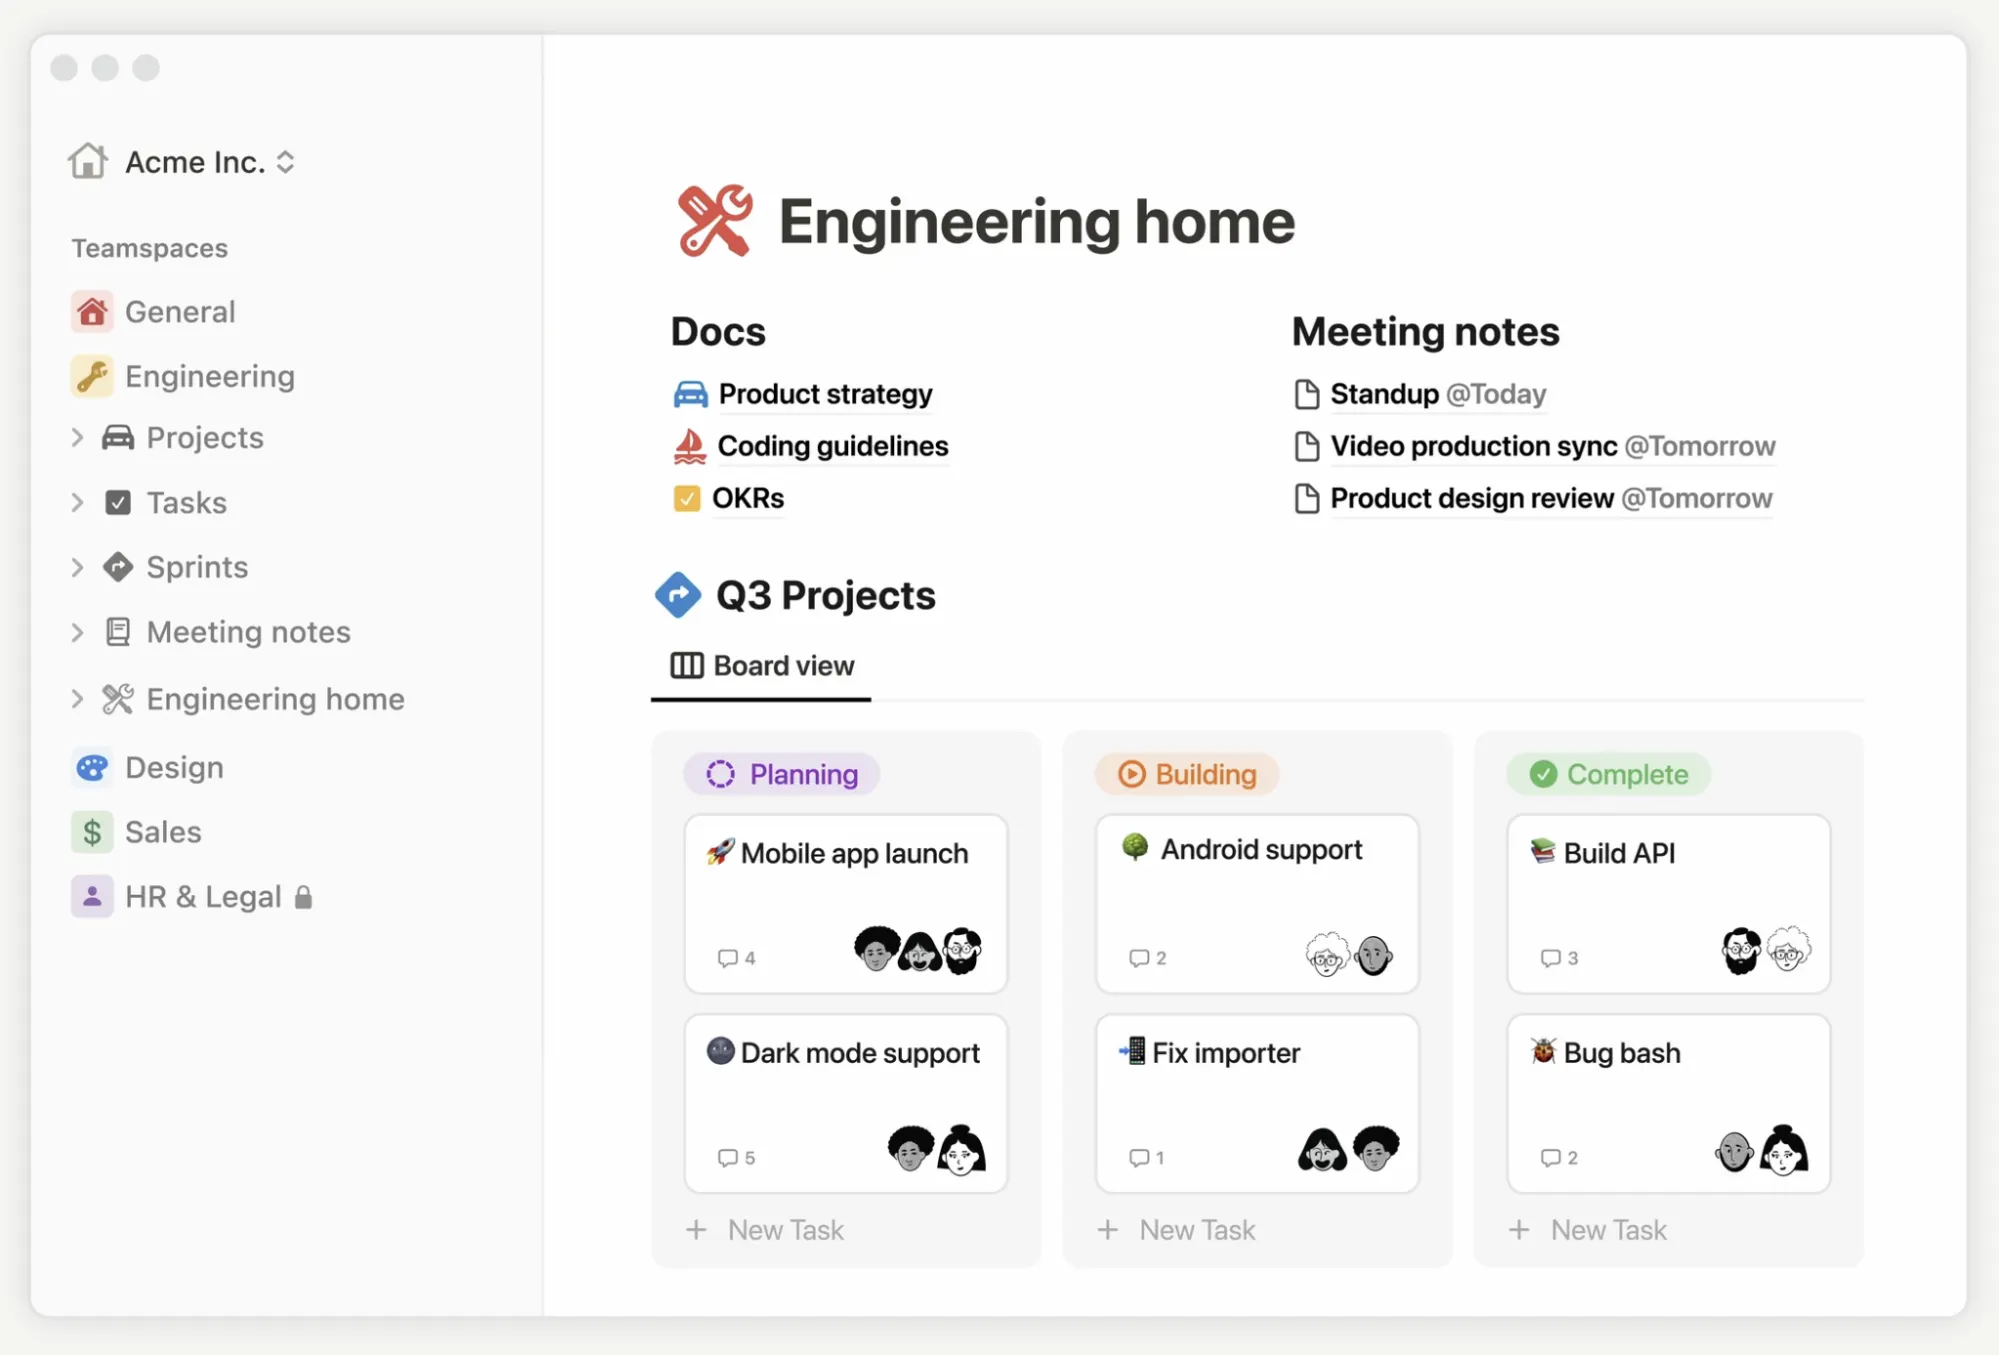 Acme Inc.
Teamspaces
General
Engineering
Projects
Tasks
Sprints
Meeting notes
Engineering home
Design
$ Sales
HR & Legal
Engineering home
Docs
Product strategy
Coding guidelines
OKRs
Meeting notes
Standup @Today
Video production sync @Tomorrow
Product design review @Tomorrow
Q3 Projects
Board view
Planning
Mobile app launch
4
Dark mode support
5
+ New Task
Building
Android support
2
Fix importer
1
+ New Task
Complete
Build API
3
Bug bash
2
+ New Task